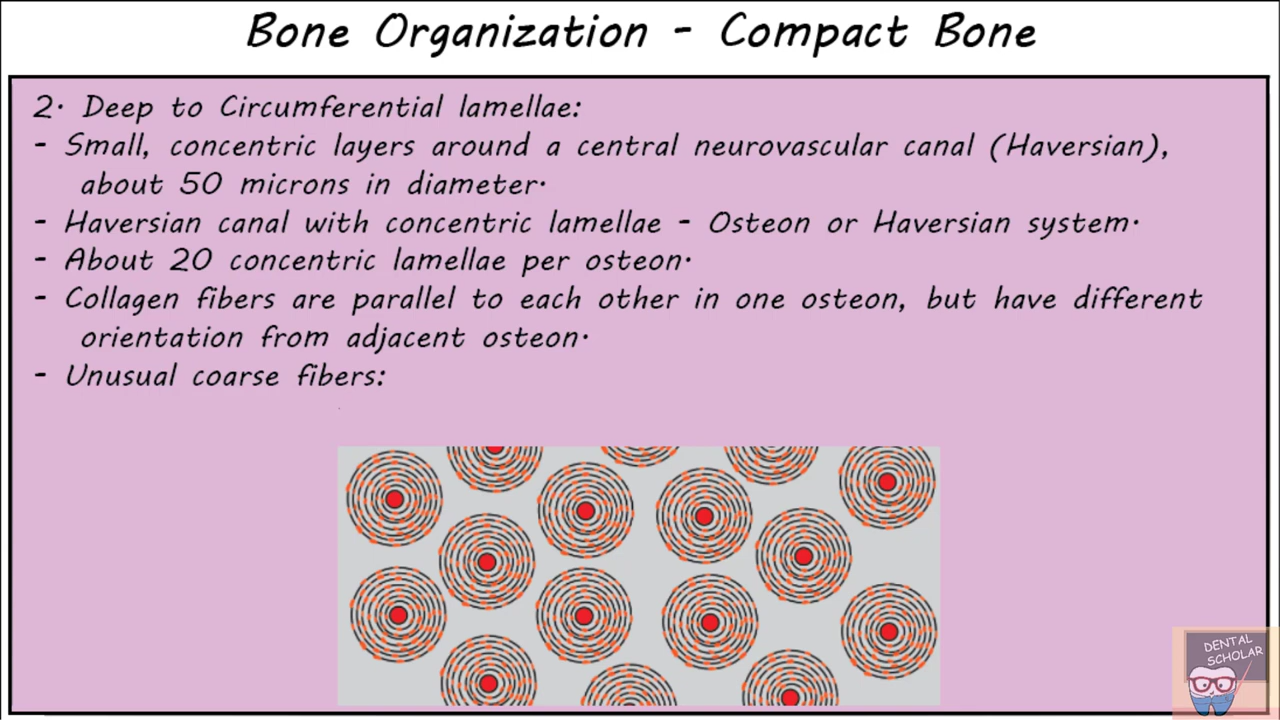 Bone Organization - Compact Bone
2. Deep to Circumferential lamellae:
- Small, concentric layers around a central neurovascular canal (Haversian),
about 50 microns in diameter.
- Haversian canal with concentric lamellae - Osteon or Haversian system.
- About 20 concentric lamellae per osteon.
- Collagen fibers are parallel to each other in one osteon, but have different
orientation from adjacent osteon.
- Unusual coarse fibers:
DENTAL
SCHOLAR